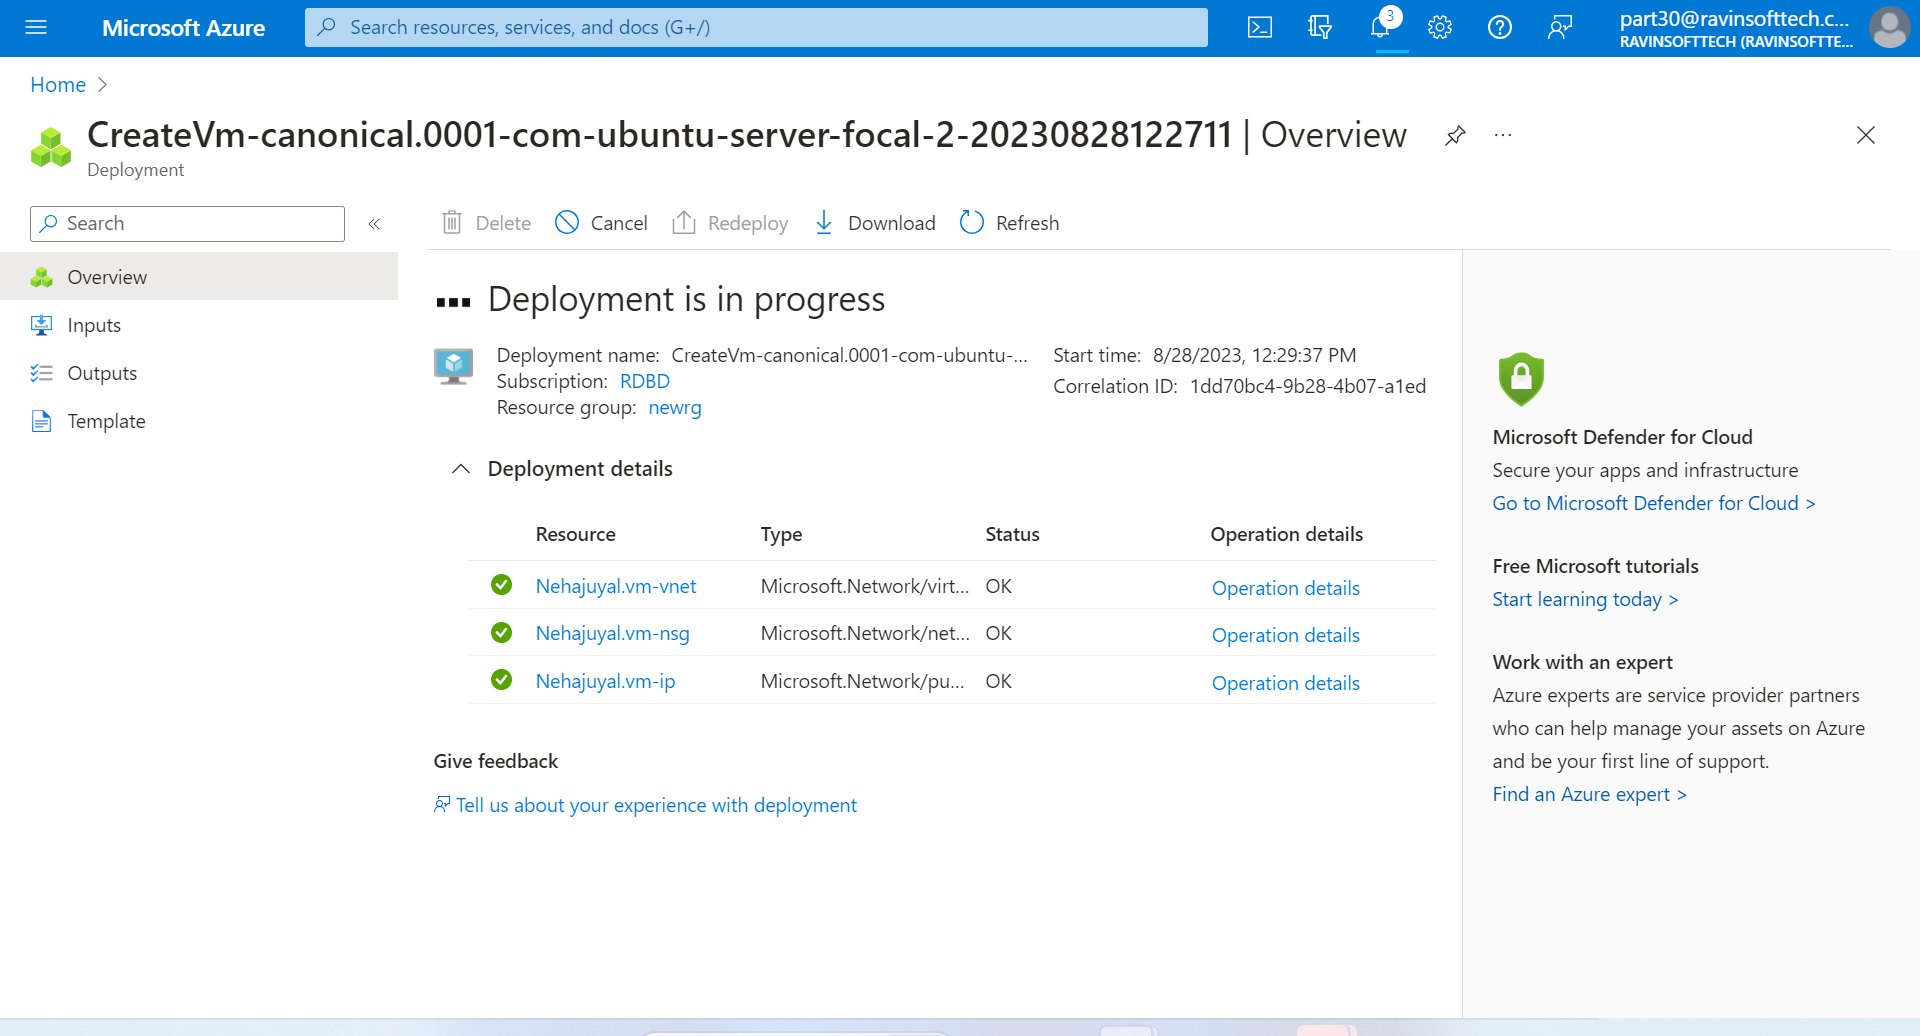 Microsoft Azure
Search resources, services, and docs (G+/)
3
part30@ravinsofttech.c...
RAVINSOFTTECH (RAVINSOFTTE...
Home
CreateVm-canonical.0001-com-ubuntu-server-focal-2-20230828122711 | Overview
Deployment
Search
Overview
Inputs
Outputs
Template
Delete
Cancel
Redeploy
Download
Refresh
Deployment is in progress
Deployment name: CreateVm-canonical.0001-com-ubuntu-...
Subscription: RDBD
Resource group: newrg
Start time: 8/28/2023, 12:29:37 PM
Correlation ID: 1dd70bc4-9b28-4b07-a1ed
Deployment details
Resource Type Status Operation details
Nehajuyal.vm-vnet Microsoft.Network/virt... OK Operation details
Nehajuyal.vm-nsg Microsoft.Network/net... OK Operation details
Nehajuyal.vm-ip Microsoft.Network/pu... OK Operation details
Give feedback
Tell us about your experience with deployment
Microsoft Defender for Cloud
Secure your apps and infrastructure
Go to Microsoft Defender for Cloud >
Free Microsoft tutorials
Start learning today >
Work with an expert
Azure experts are service provider partners
who can help manage your assets on Azure
and be your first line of support.
Find an Azure expert >